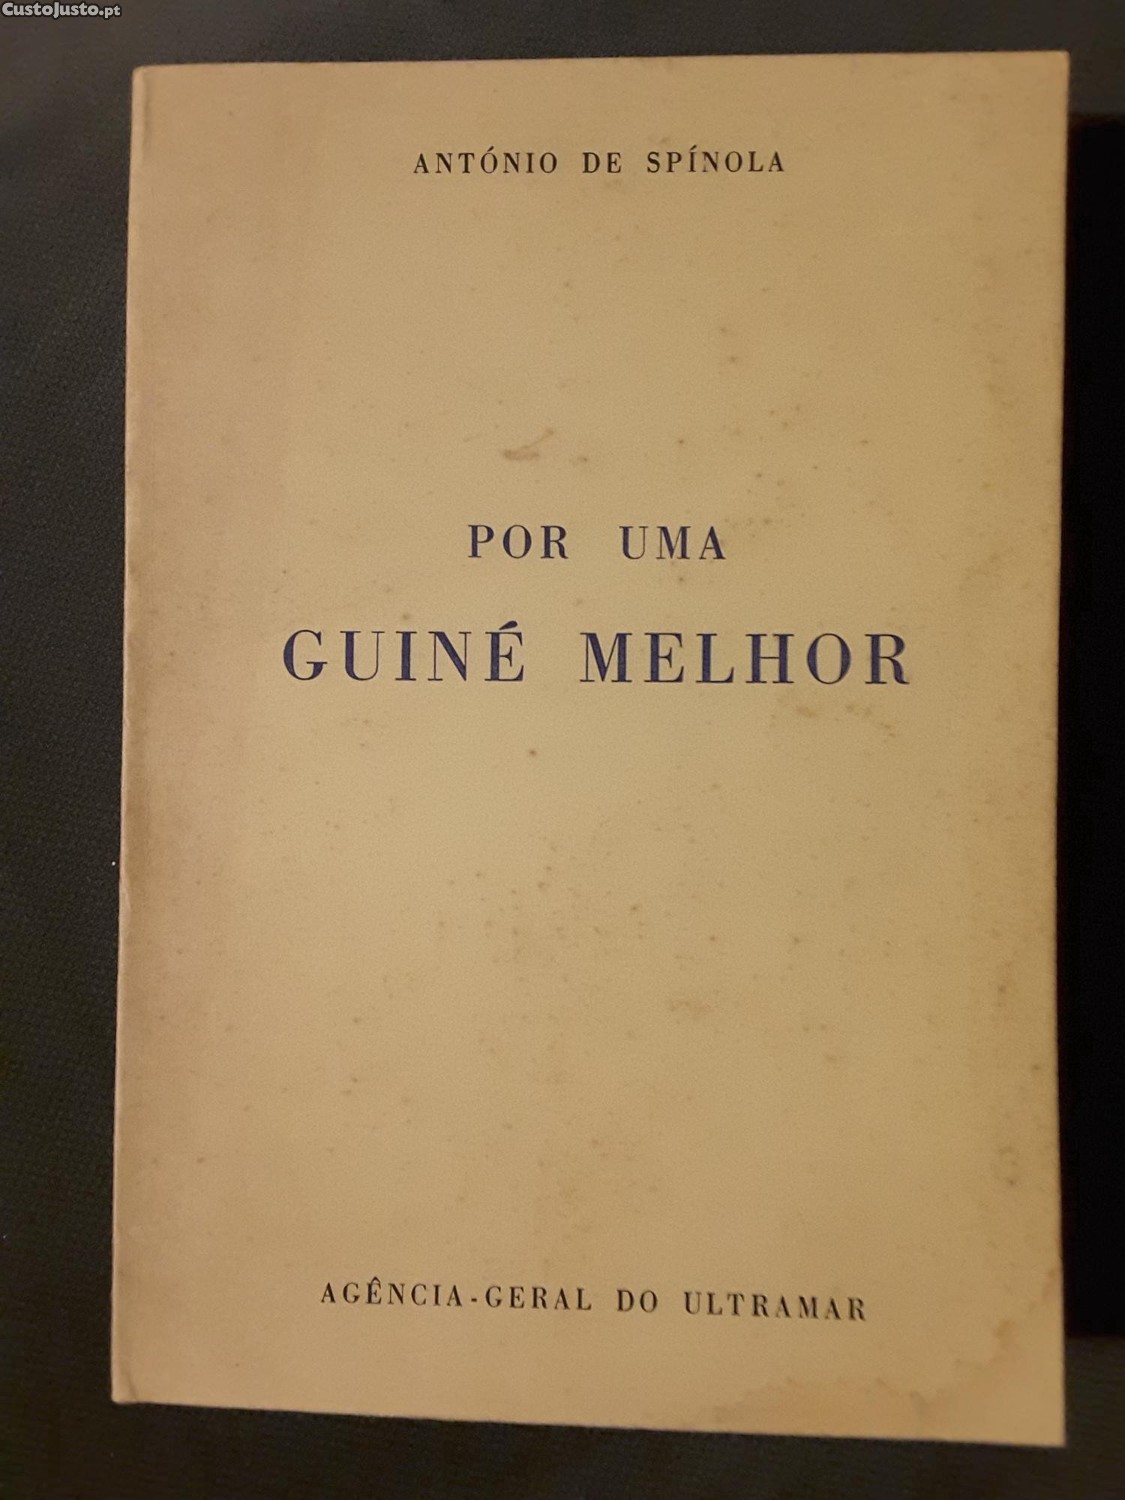 CustoJusto.pt
ANTÓNIO DE SPÍNOLA
POR UMA
GUINÉ MELHOR
AGÊNCIA-GERAL DO ULTRAMAR